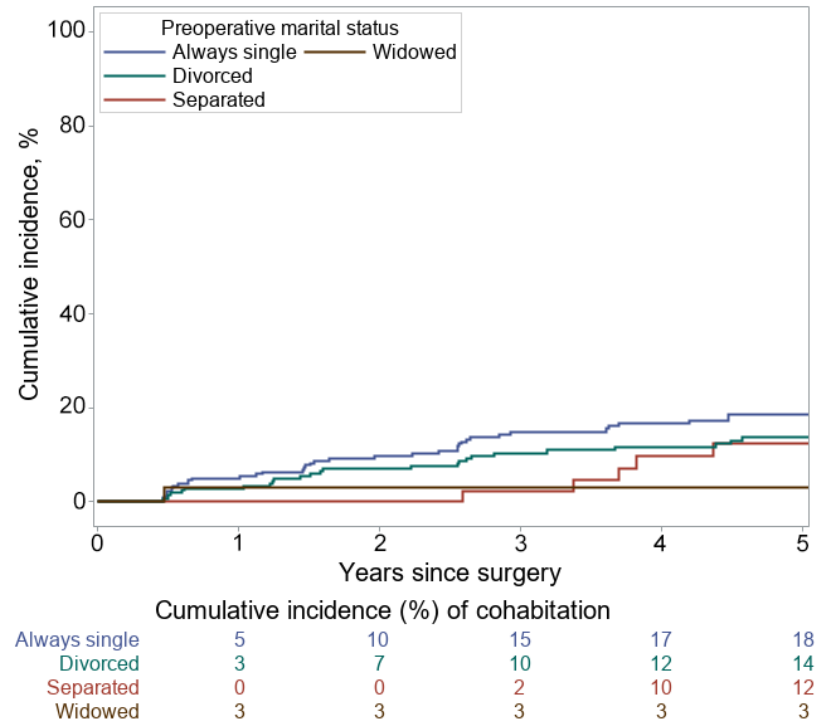 Preoperative marital status
Always single Widowed
Divorced
Separated
Cumulative incidence, %
100
80
60
40
20
0
0 1 2 3 4 5
Years since surgery
Cumulative incidence (%) of cohabitation
Always single 5 10 15 17 18
Divorced 3 7 10 12 14
Separated 0 0 2 10 12
Widowed 3 3 3 3 3